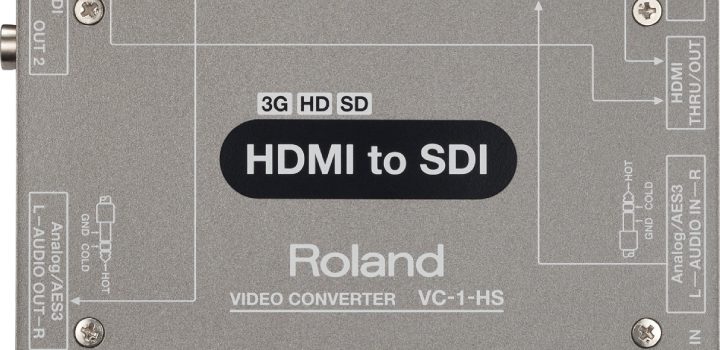 DI
OUT 2
3G HD SD
HDMI to SDI
Roland
VIDEO CONVERTER VC-1-HS
HDMI
THRU/OUT
Analog/AES3
L—AUDIO OUT—R
GND COLD
HOT
Analog/AES3
L—AUDIO IN—R
GND COLD
HOT
IN